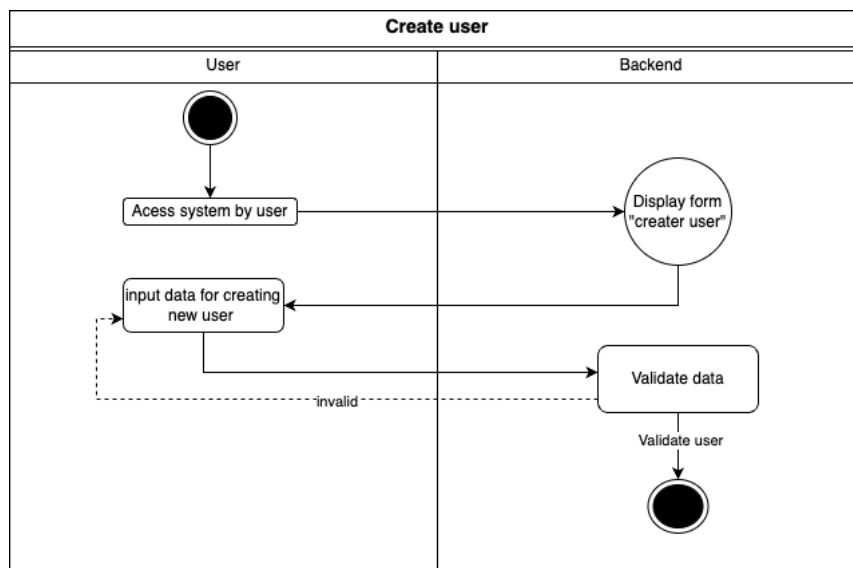 Create user
User
Backend
Acess system by user
Display form
"creater user"
input data for creating
new user
Validate data
invalid
Validate user